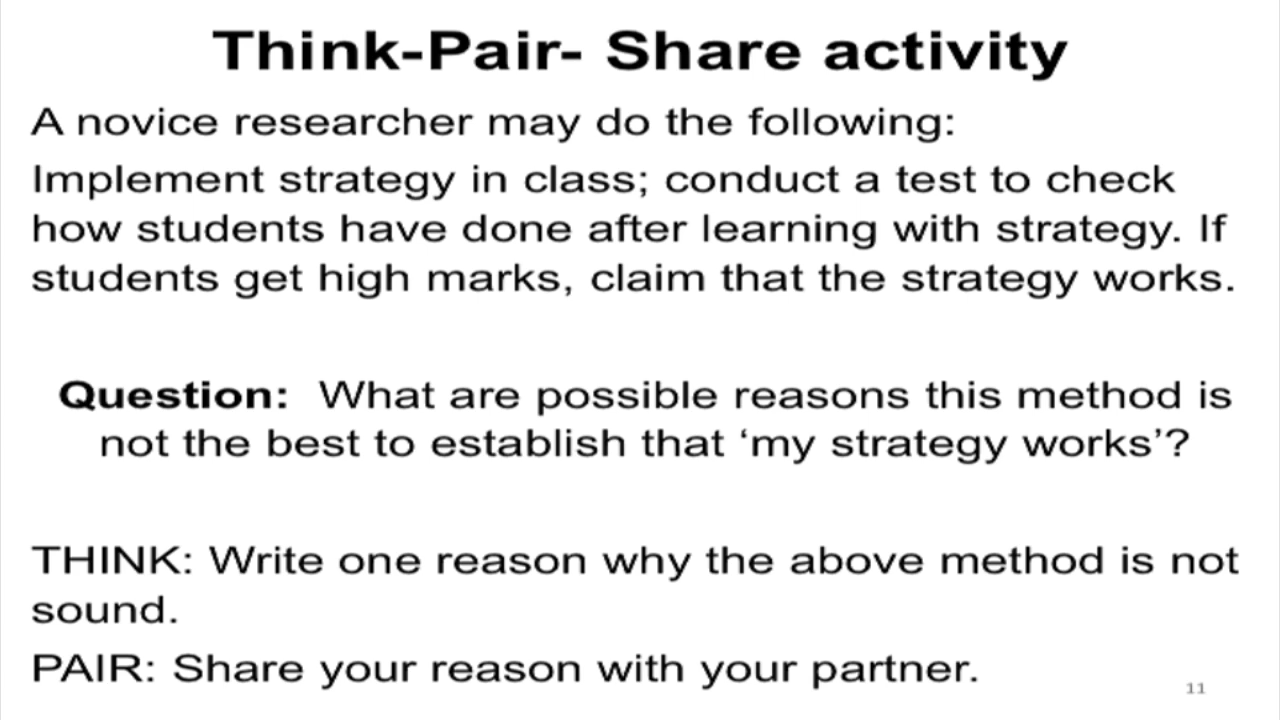 Think-Pair- Share activity
A novice researcher may do the following:
Implement strategy in class; conduct a test to check
how students have done after learning with strategy. If
students get high marks, claim that the strategy works.
Question: What are possible reasons this method is
not the best to establish that ‘my strategy works’?
THINK: Write one reason why the above method is not
sound.
PAIR: Share your reason with your partner.
11